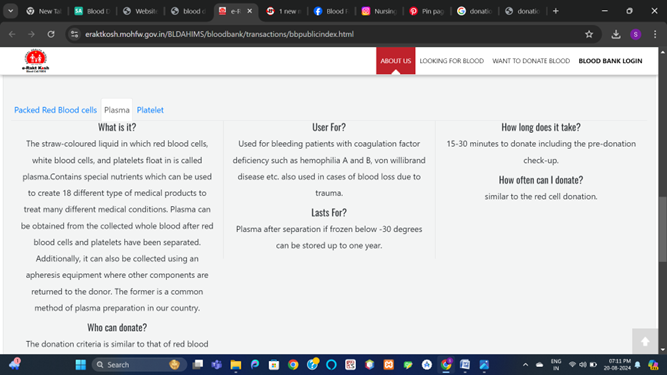 New Ta
Blood D
Website
blood d
e-R
1 new n
Blood F
Nursing
Pin pag
donatio
donatic
eraktkosh.mohfw.gov.in/BLDAHIMS/bloodbank/transactions/bbpublicindex.html
S
e-Rakt Kosh
ABOUT US
LOOKING FOR BLOOD
WANT TO DONATE BLOOD
BLOOD BANK LOGIN
Packed Red Blood cells
Plasma
Platelet
What is it?
The straw-coloured liquid in which red blood cells,
white blood cells, and platelets float in is called
plasma.Contains special nutrients which can be used
to create 18 different type of medical products to
treat many different medical conditions. Plasma can
be obtained from the collected whole blood after red
blood cells and platelets have been separated.
Additionally, it can also be collected using an
apheresis equipment where other components are
returned to the donor. The former is a common
method of plasma preparation in our country.
Who can donate?
The donation criteria is similar to that of red blood
User For?
Used for bleeding patients with coagulation factor
deficiency such as hemophilia A and B, von willibrand
disease etc. also used in cases of blood loss due to
trauma.
Lasts For?
Plasma after separation if frozen below -30 degrees
can be stored up to one year.
How long does it take?
15-30 minutes to donate including the pre-donation
check-up.
How often can I donate?
similar to the red cell donation.
Search
ENG
IN
07:11 PM
20-08-2024